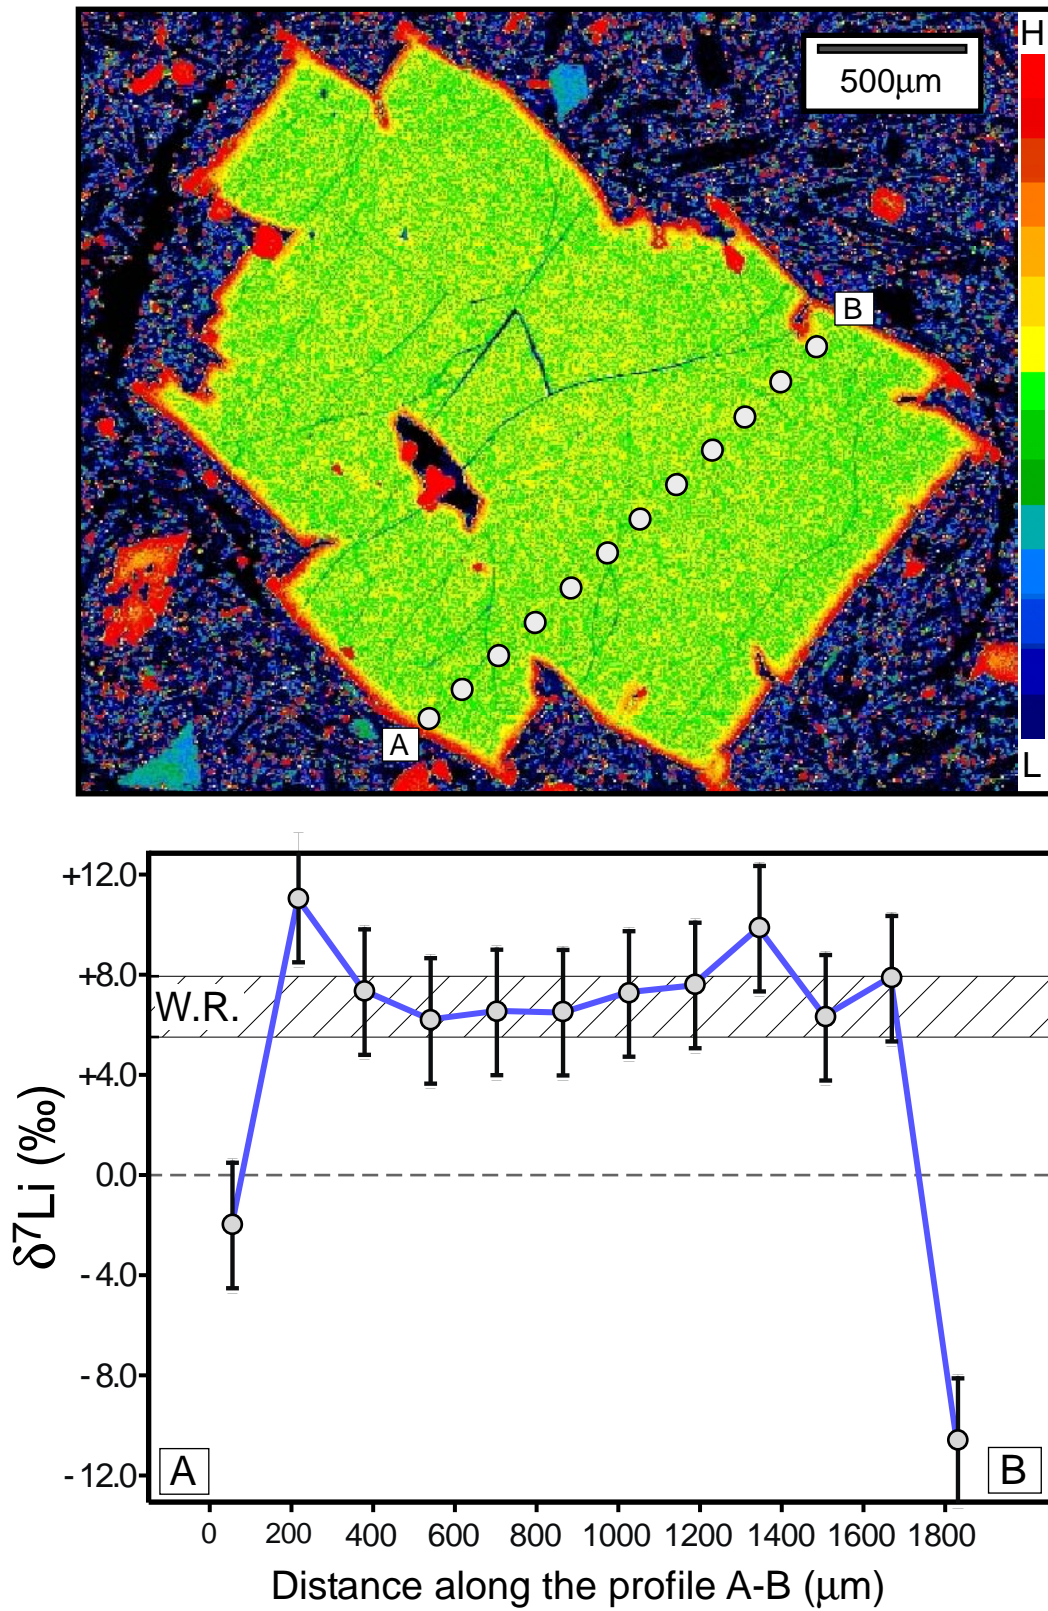 H
500μm
B
A
L
+12.0
+8.0
W.R.
+4.0
0.0
- 4.0
- 8.0
- 12.0
δ⁷Li (‰)
A
B
0 200 400 600 800 1000 1200 1400 1600 1800
Distance along the profile A-B (μm)